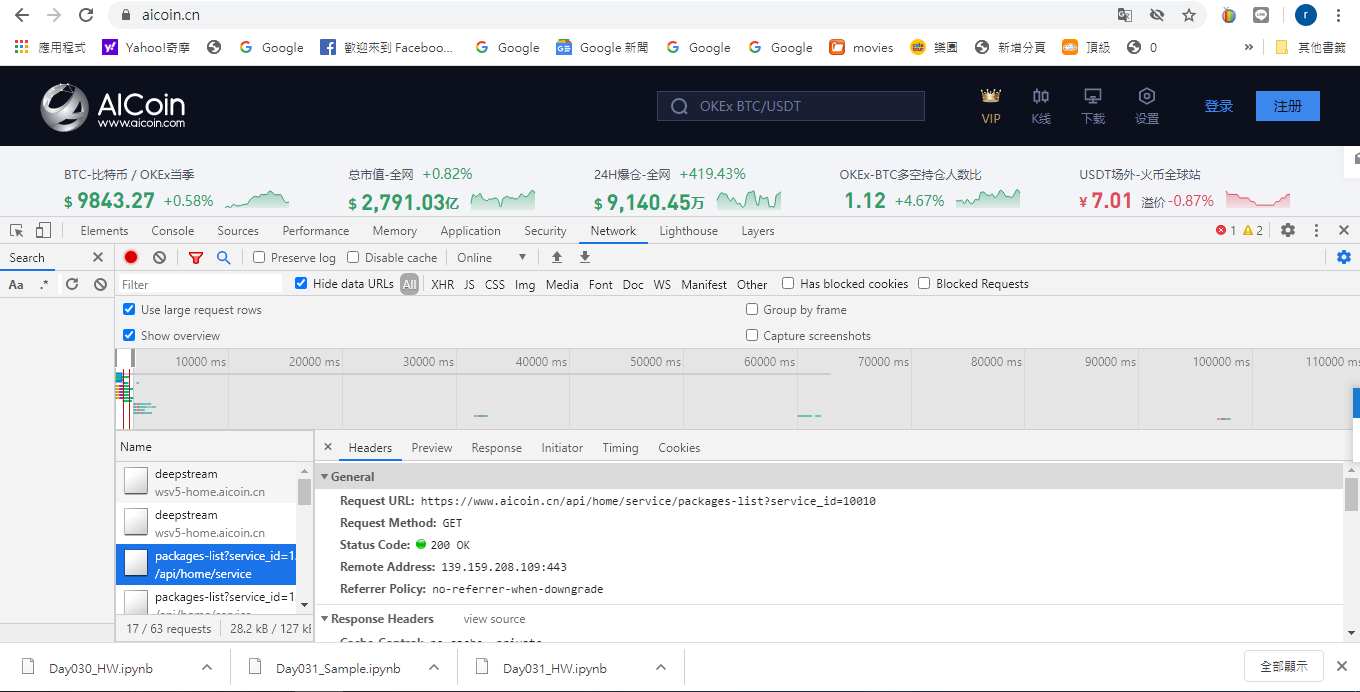 aicoin.cn
r
應用程式 Yahoo!奇摩 Google 歡迎來到 Faceboo... Google Google 新聞 Google Google movies 樂園 新增分頁 頂級 0 » 其他書籤
AICoin
www.aicoin.com
OKEx BTC/USDT
VIP K线 下载 设置 登录 注册
BTC-比特币 / OKEx当季 总市值-全网 +0.82% 24H爆仓-全网 +419.43% OKEx-BTC多空持仓人数比 USDT场外-火币全球站
$ 9843.27 +0.58% $ 2,791.03亿 $ 9,140.45万 1.12 +4.67% ¥ 7.01 溢价 -0.87%
Elements Console Sources Performance Memory Application Security Network Lighthouse Layers 1 2
Search Preserve log Disable cache Online
Aa .* Filter Hide data URLs All XHR JS CSS Img Media Font Doc WS Manifest Other Has blocked cookies Blocked Requests
Use large request rows Group by frame
Show overview Capture screenshots
10000 ms 20000 ms 30000 ms 40000 ms 50000 ms 60000 ms 70000 ms 80000 ms 90000 ms 100000 ms 110000 ms
Name Headers Preview Response Initiator Timing Cookies
deepstream
wsv5-home.aicoin.cn
deepstream
wsv5-home.aicoin.cn
packages-list?service_id=1
/api/home/service
packages-list?service_id=1
/api/home/service
17 / 63 requests 28.2 kB / 127 kB
General
Request URL: https://www.aicoin.cn/api/home/service/packages-list?service_id=10010
Request Method: GET
Status Code: 200 OK
Remote Address: 139.159.208.109:443
Referrer Policy: no-referrer-when-downgrade
Response Headers view source
Cache-Control: no-cache, private
Day030_HW.ipynb Day031_Sample.ipynb Day031_HW.ipynb 全部顯示